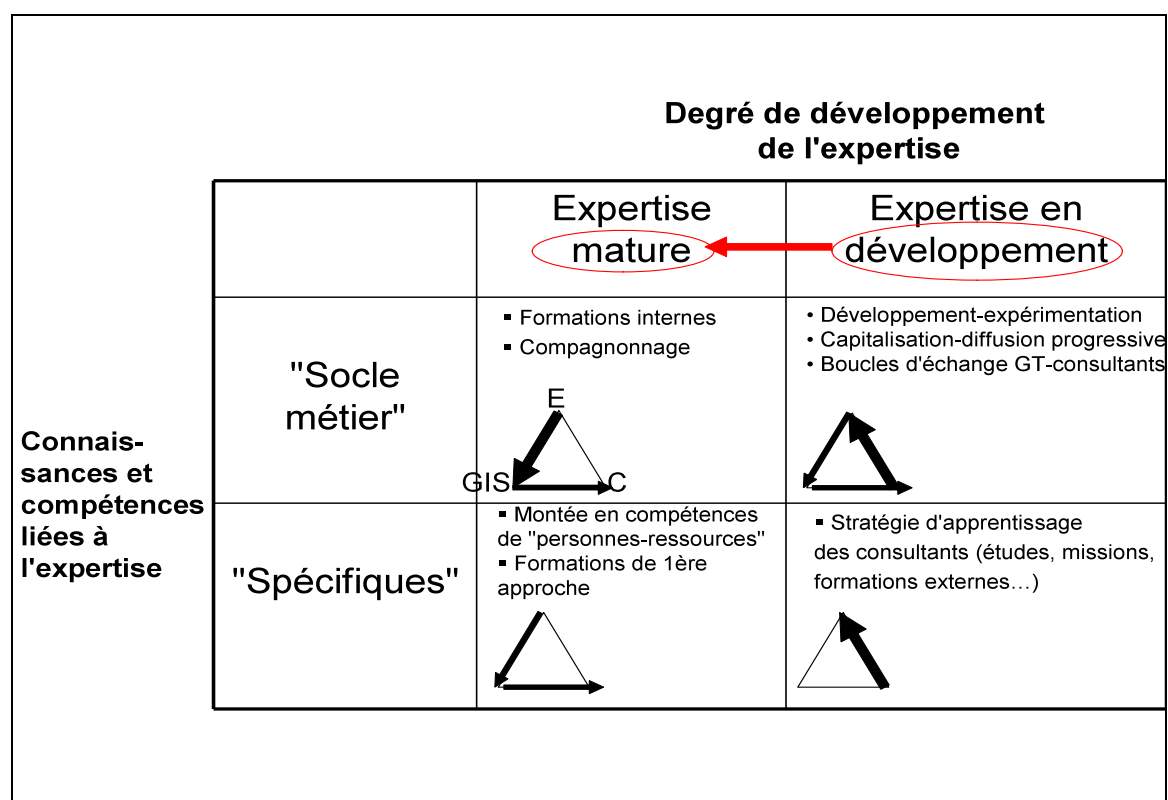 Degré de développement
de l'expertise
Expertise
mature
Expertise en
développement
Connais-
sances et
compétences
liées à
l'expertise
"Socle
métier"
▪ Formations internes
▪ Compagnonnage
E
GIS
C
• Développement-expérimentation
• Capitalisation-diffusion progressive
• Boucles d'échange GT-consultants
"Spécifiques"
▪ Montée en compétences
de "personnes-ressources"
▪ Formations de 1ère
approche
▪ Stratégie d'apprentissage
des consultants (études, missions,
formations externes…)